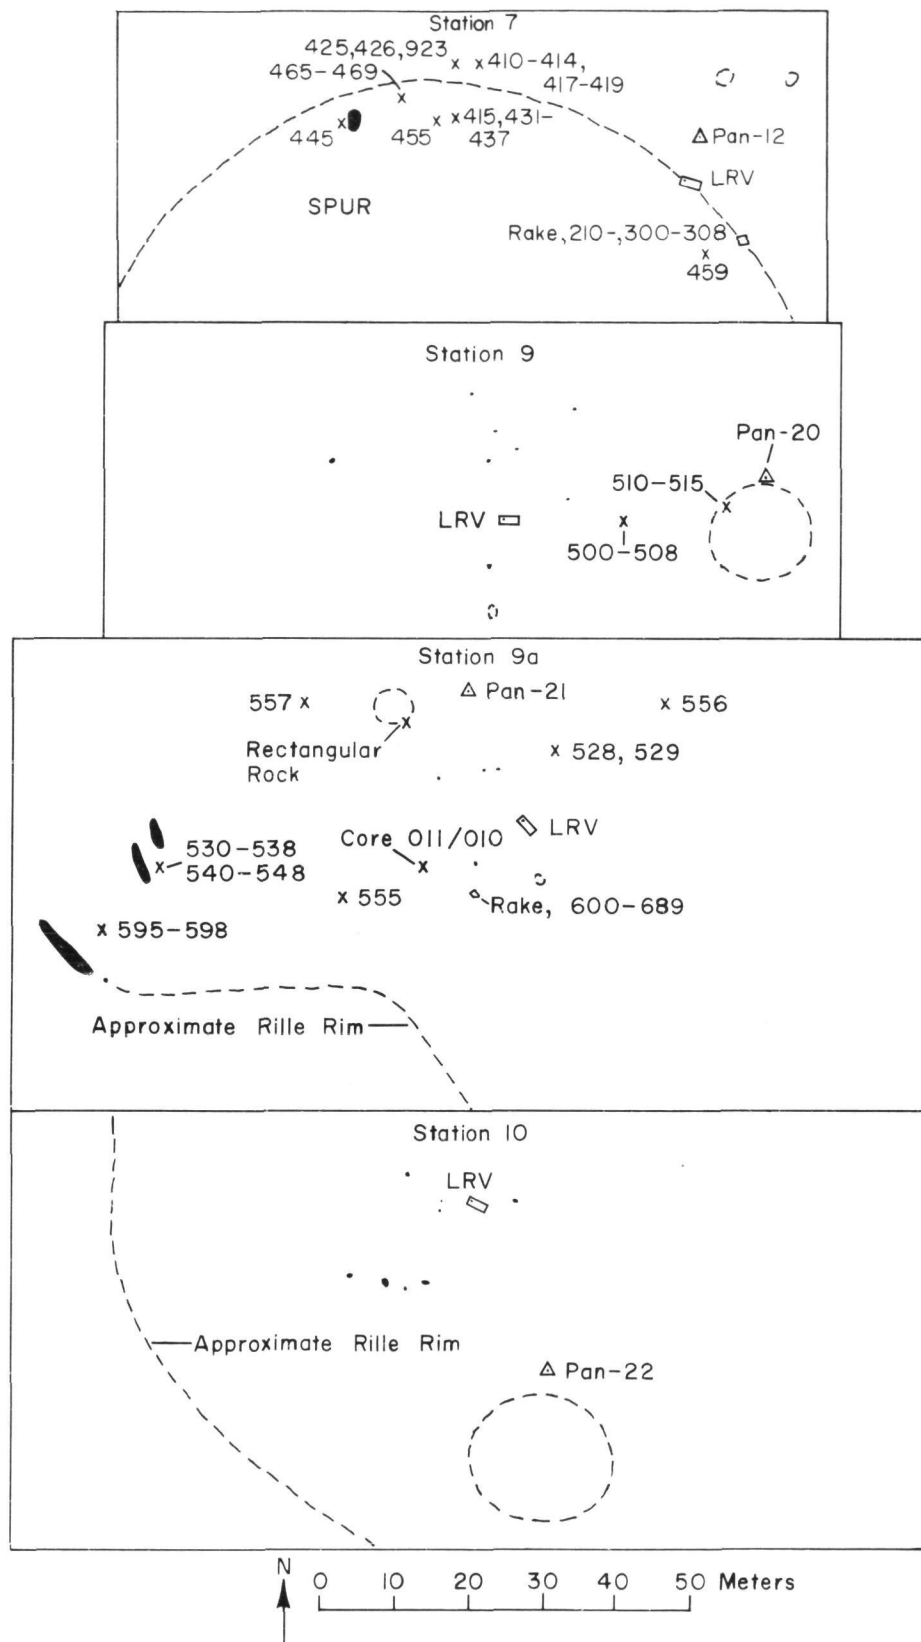 Station 7
425,426,923
465-469
410-414,
417-419
445
455
415,431-
437
Pan-12
LRV
SPUR
Rake,210-,300-308
459
Station 9
Pan-20
510-515
LRV
500-508
Station 9a
557
Pan-21
556
Rectangular
Rock
528, 529
Core 011/010
LRV
530-538
540-548
555
Rake, 600-689
595-598
Approximate Rille Rim
Station 10
LRV
Approximate Rille Rim
Pan-22
N
0 10 20 30 40 50 Meters